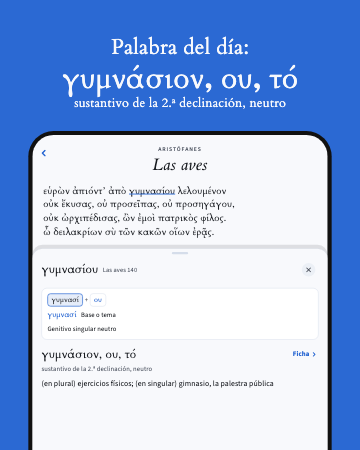 Palabra del día:
γυμνάσιον, ου, τό
sustantivo de la 2.ª declinación, neutro
ARISTÓFANES
Las aves
εὑρὼν ἀπιόντ’ ἀπὸ γυμνασίου λελουμένον
οὐκ ἔκυσας, οὐ προσεῖπας, οὐ προσηγάγου,
οὐκ ὠρχιπέδισας, ὢν ἐμοὶ πατρικὸς φίλος.
ὦ δειλακρίων σὺ τῶν κακῶν οἵων ἐρᾷς.
γυμνασίου Las aves 140
γυμνασί + ου
γυμνασί Base o tema
Genitivo singular neutro
γυμνάσιον, ου, τό Ficha
sustantivo de la 2.ª declinación, neutro
(en plural) ejercicios físicos; (en singular) gimnasio, la palestra pública